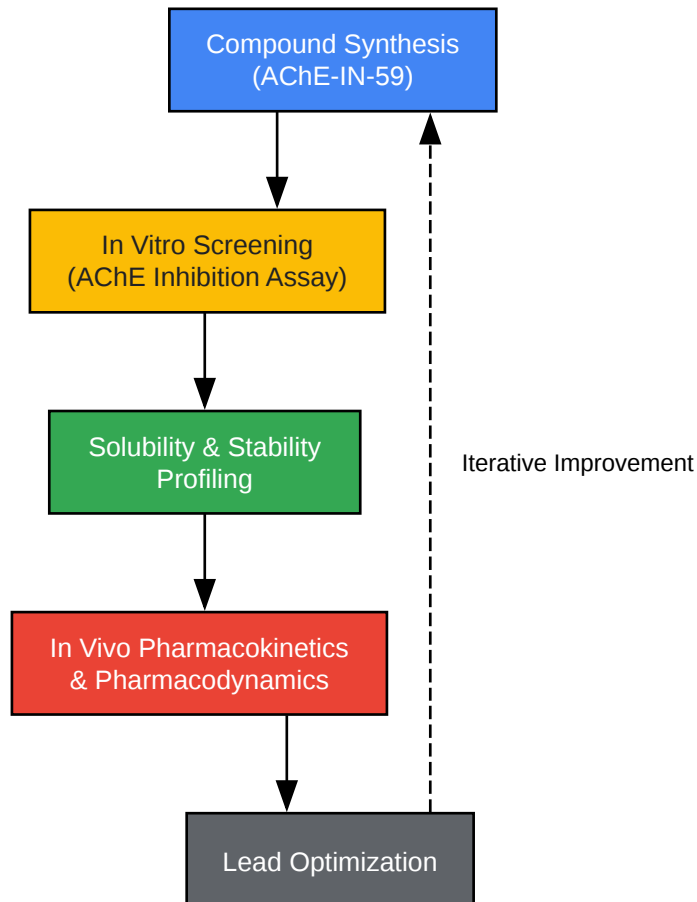 Compound Synthesis
(AChE-IN-59)
In Vitro Screening
(AChE Inhibition Assay)
Solubility & Stability
Profiling
Iterative Improvement
In Vivo Pharmacokinetics
& Pharmacodynamics
Lead Optimization